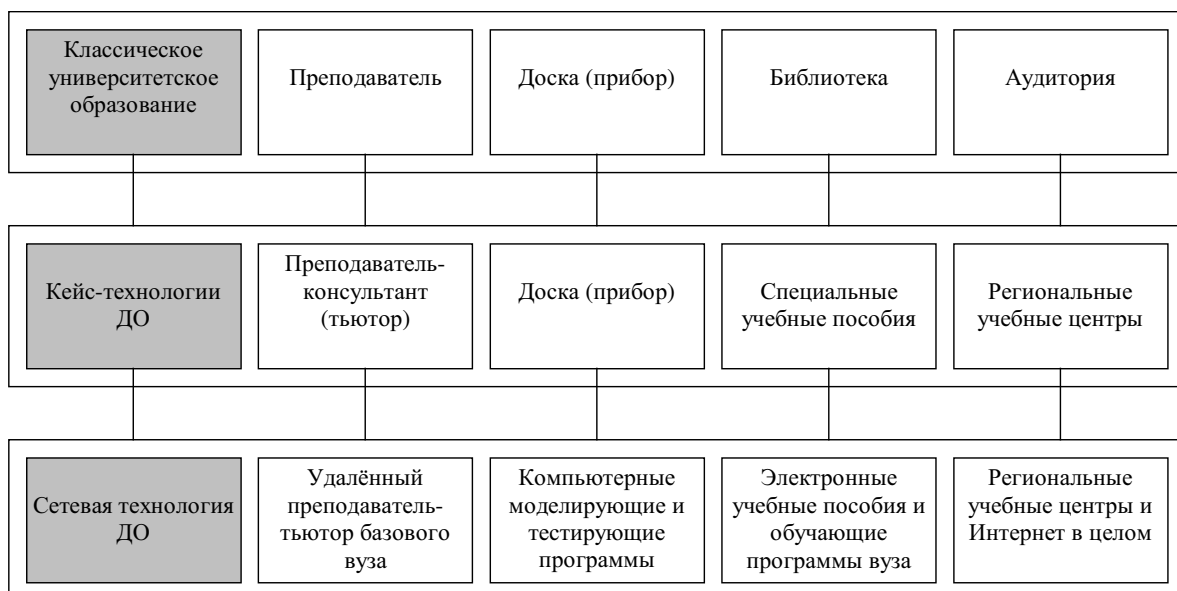 Классическое
университетское
образование
Преподаватель
Доска (прибор)
Библиотека
Аудитория
Кейс-технологии
ДО
Преподаватель-
консультант
(тьютор)
Доска (прибор)
Специальные
учебные пособия
Региональные
учебные центры
Сетевая технология
ДО
Удалённый
преподаватель-
тьютор базового
вуза
Компьютерные
моделирующие и
тестирующие
программы
Электронные
учебные пособия и
обучающие
программы вуза
Региональные
учебные центры и
Интернет в целом